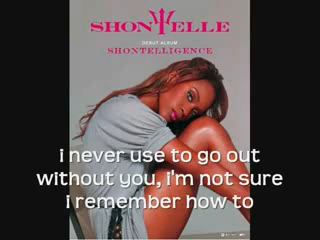 SHONTELLE
DEBUT ALBUM
SHONTELLIGENCE
i never use to go out
without you, i'm not sure
i remember how to